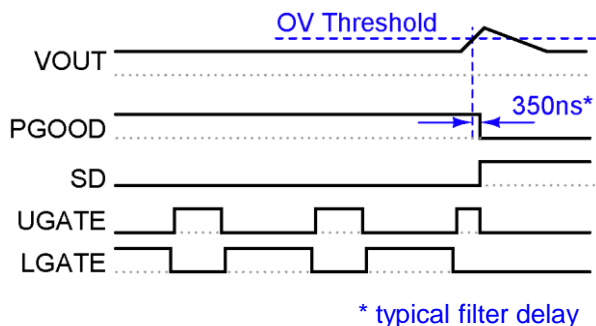 OV Threshold
VOUT
350ns*
PGOOD
SD
UGATE
LGATE
* typical filter delay